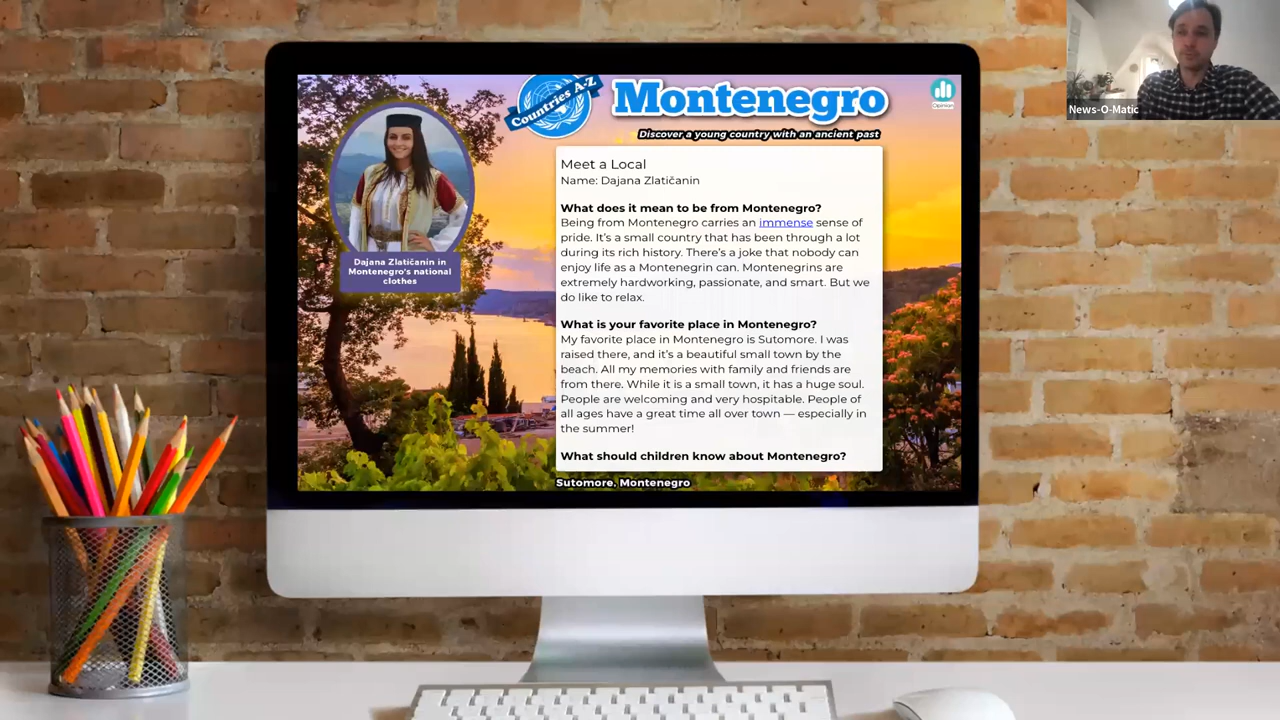 Countries A-Z
Montenegro
Opinion
Discover a young country with an ancient past
News-O-Matic
Meet a Local
Name: Dajana Zlatičanin
What does it mean to be from Montenegro?
Being from Montenegro carries an immense sense of
pride. It's a small country that has been through a lot
during its rich history. There's a joke that nobody can
enjoy life as a Montenegrin can. Montenegrins are
extremely hardworking, passionate, and smart. But we
do like to relax.
Dajana Zlatičanin in
Montenegro's national
clothes
What is your favorite place in Montenegro?
My favorite place in Montenegro is Sutomore. I was
raised there, and it's a beautiful small town by the
beach. All my memories with family and friends are
from there. While it is a small town, it has a huge soul.
People are welcoming and very hospitable. People of
all ages have a great time all over town — especially in
the summer!
What should children know about Montenegro?
Sutomore, Montenegro